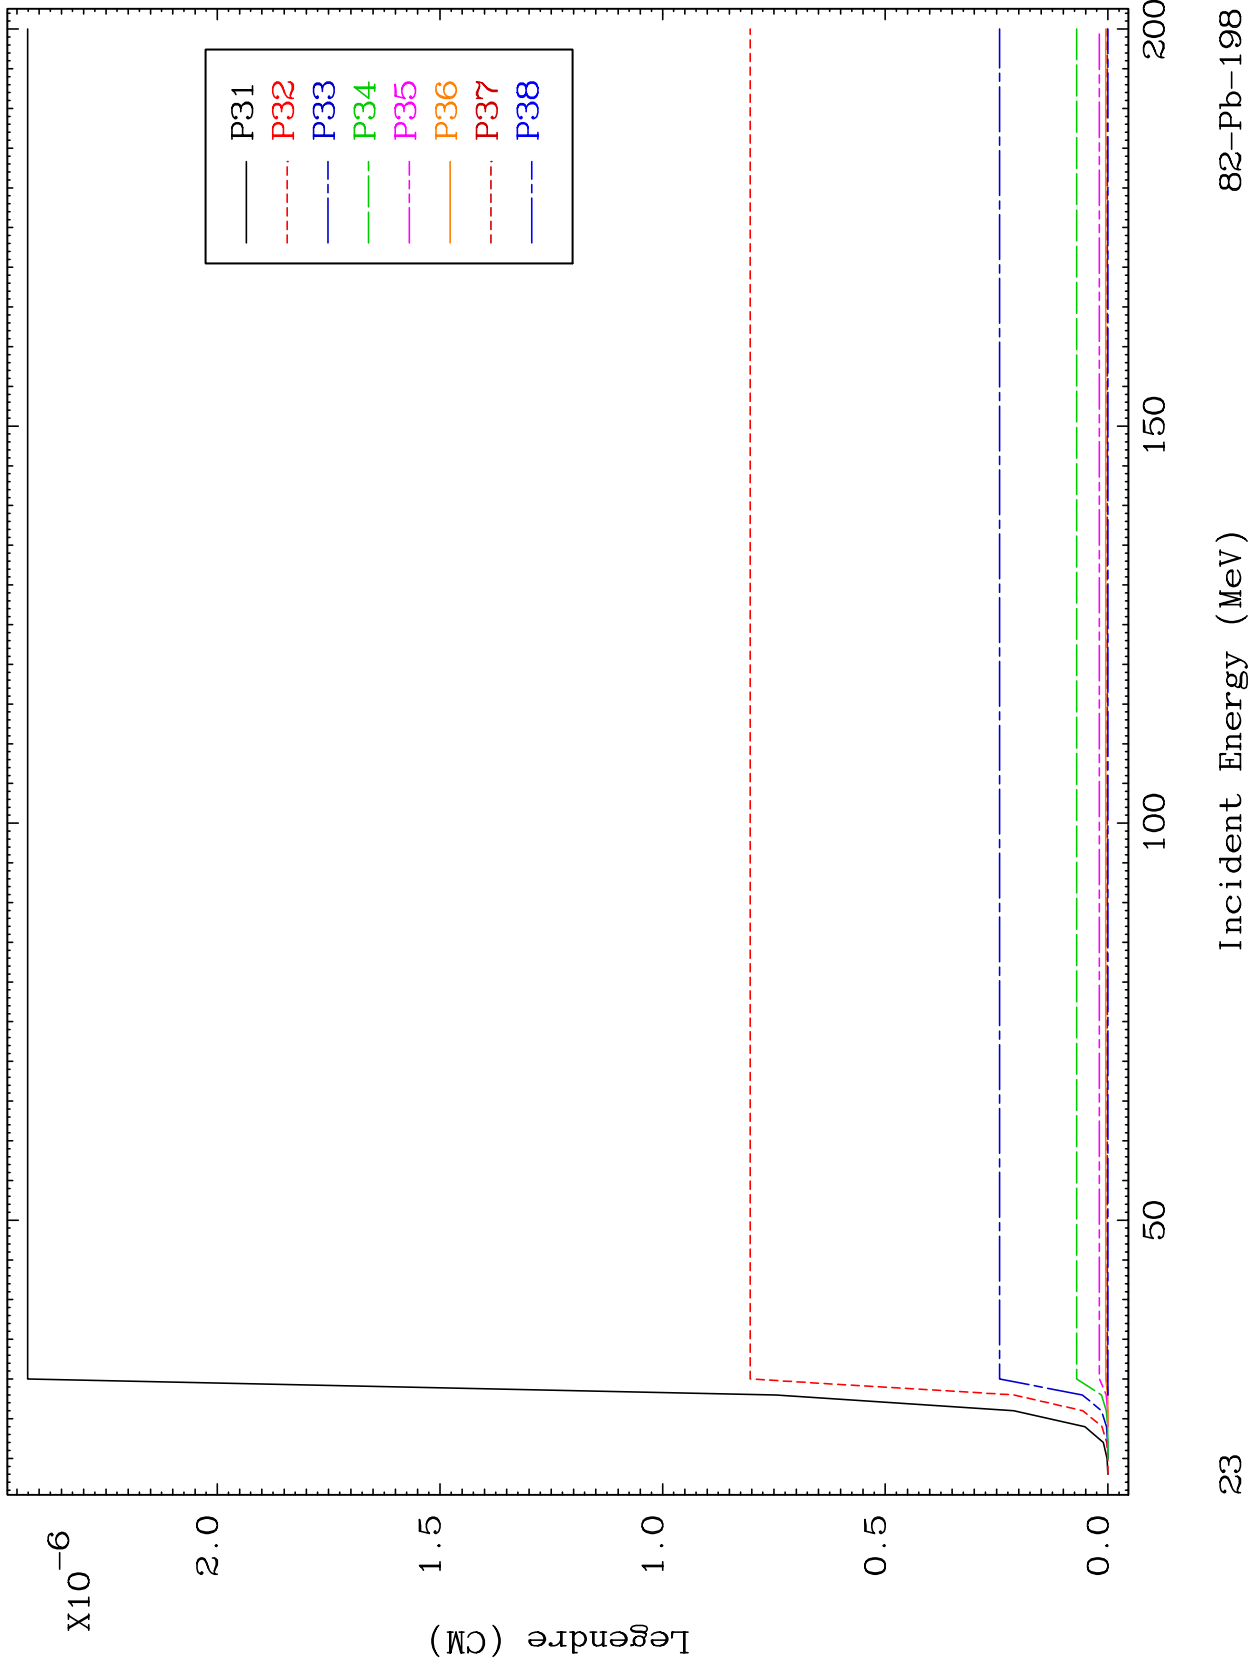 X10-6
2.0
1.5
1.0
0.5
0.0
Legendre (CM)
P31
P32
P33
P34
P35
P36
P37
P38
50
100
150
200
23
Incident Energy (MeV)
82-Pb-198